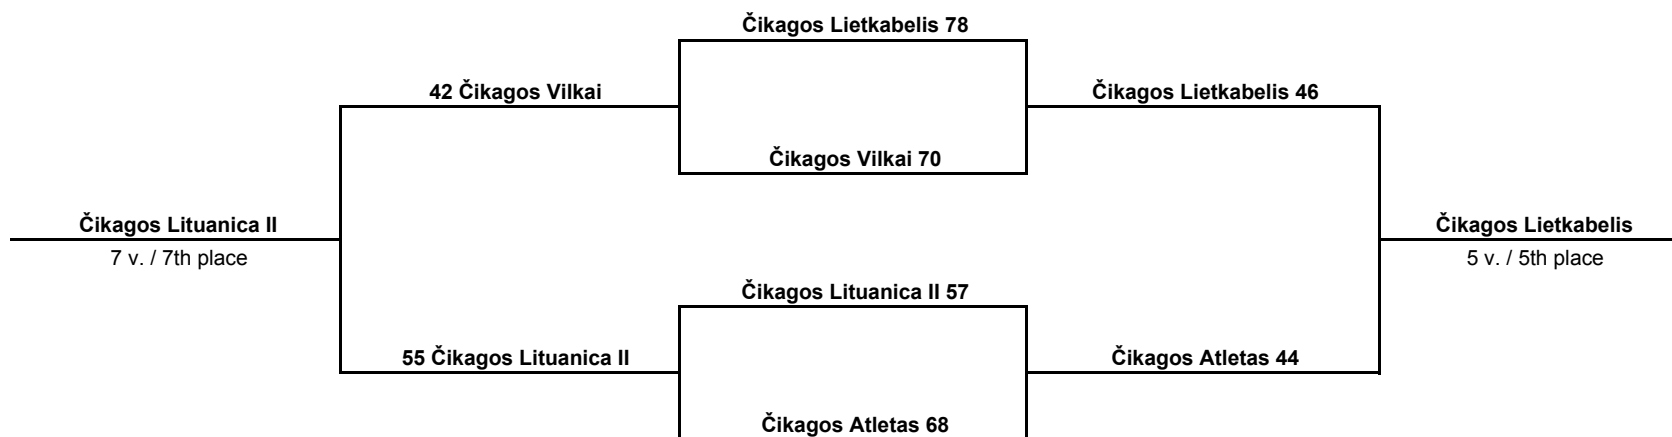 Čikagos Lietkabelis 78
42 Čikagos Vilkai
Čikagos Lietkabelis 46
Čikagos Vilkai 70
Čikagos Lituanica II
7 v. / 7th place
Čikagos Lietkabelis
5 v. / 5th place
Čikagos Lituanica II 57
55 Čikagos Lituanica II
Čikagos Atletas 44
Čikagos Atletas 68